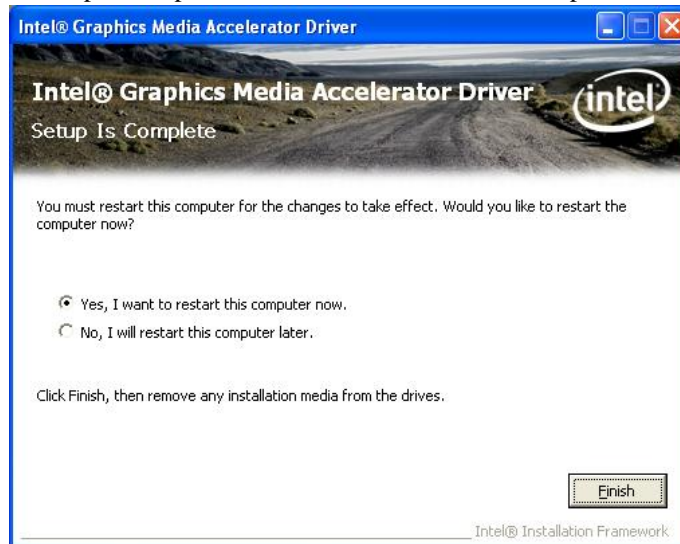 Intel® Graphics Media Accelerator Driver
Intel® Graphics Media Accelerator Driver
intel
Setup Is Complete
You must restart this computer for the changes to take effect. Would you like to restart the
computer now?
Yes, I want to restart this computer now.
No, I will restart this computer later.
Click Finish, then remove any installation media from the drives.
Finish
Intel® Installation Framework